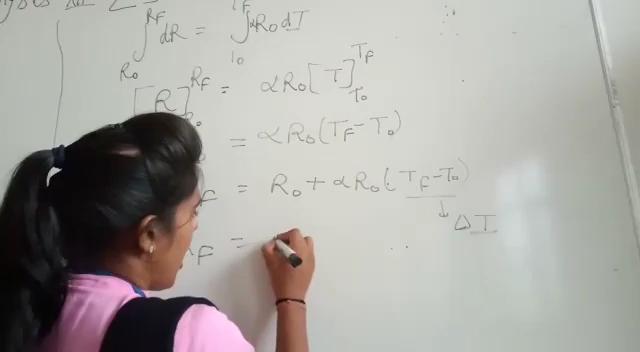 ∫_{R₀}^{R_F} dR = ∫_{T₀}^{T_F} αR₀ dT
[R]^{R_F} = αR₀ [T]_{T₀}^{T_F}
= αR₀ (T_F - T₀)
F = R₀ + αR₀ (T_F - T₀)
↓
ΔT
F =